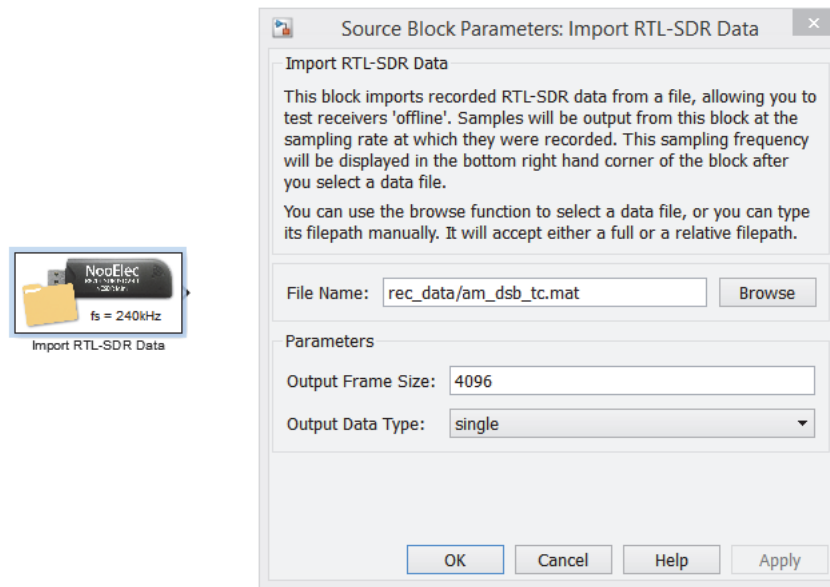 Source Block Parameters: Import RTL-SDR Data
Import RTL-SDR Data
This block imports recorded RTL-SDR data from a file, allowing you to
test receivers 'offline'. Samples will be output from this block at the
sampling rate at which they were recorded. This sampling frequency
will be displayed in the bottom right hand corner of the block after
you select a data file.
You can use the browse function to select a data file, or you can type
its filepath manually. It will accept either a full or a relative filepath.
File Name: rec_data/am_dsb_tc.mat Browse
Parameters
Output Frame Size: 4096
Output Data Type: single
OK Cancel Help Apply
NooElec
fs = 240kHz
Import RTL-SDR Data